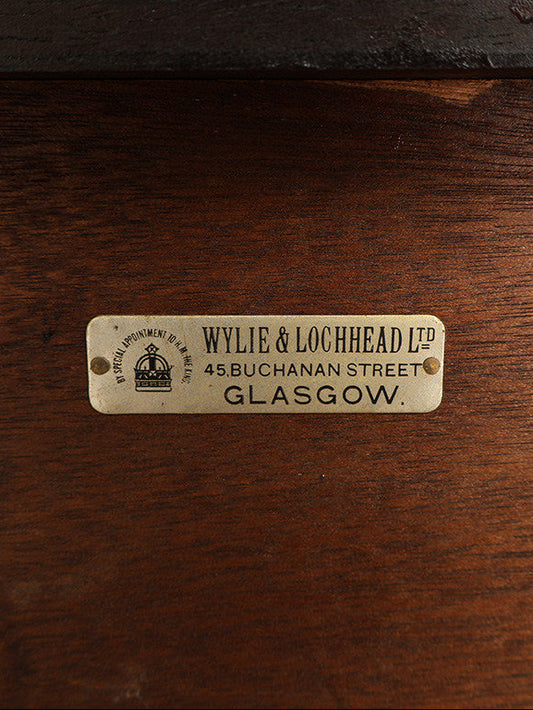 BY SPECIAL APPOINTMENT TO H.M. THE KING.
WYLIE & LOCHHEAD LTD
45.BUCHANAN STREET
GLASGOW.